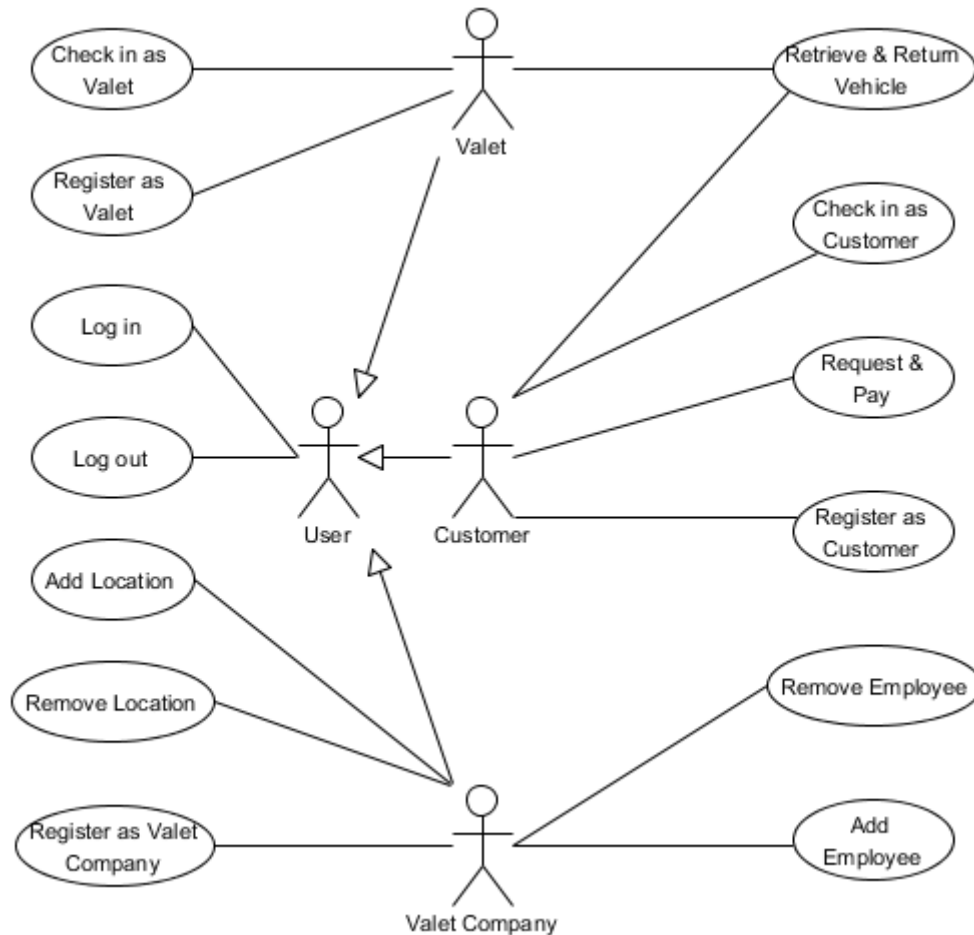 Check in as
Valet
Retrieve & Return
Vehicle
Valet
Register as
Valet
Check in as
Customer
Log in
Request &
Pay
Log out
User
Customer
Register as
Customer
Add Location
Remove Location
Remove Employee
Register as Valet
Company
Add
Employee
Valet Company